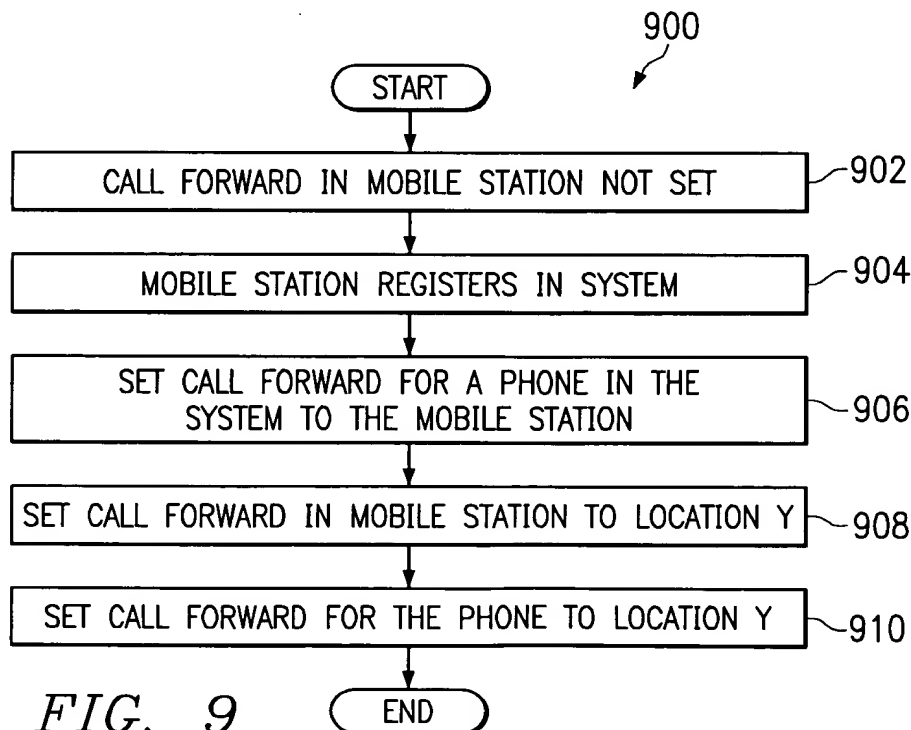 900
START
CALL FORWARD IN MOBILE STATION NOT SET
902
MOBILE STATION REGISTERS IN SYSTEM
904
SET CALL FORWARD FOR A PHONE IN THE
SYSTEM TO THE MOBILE STATION
906
SET CALL FORWARD IN MOBILE STATION TO LOCATION Y
908
SET CALL FORWARD FOR THE PHONE TO LOCATION Y
910
FIG. 9
END